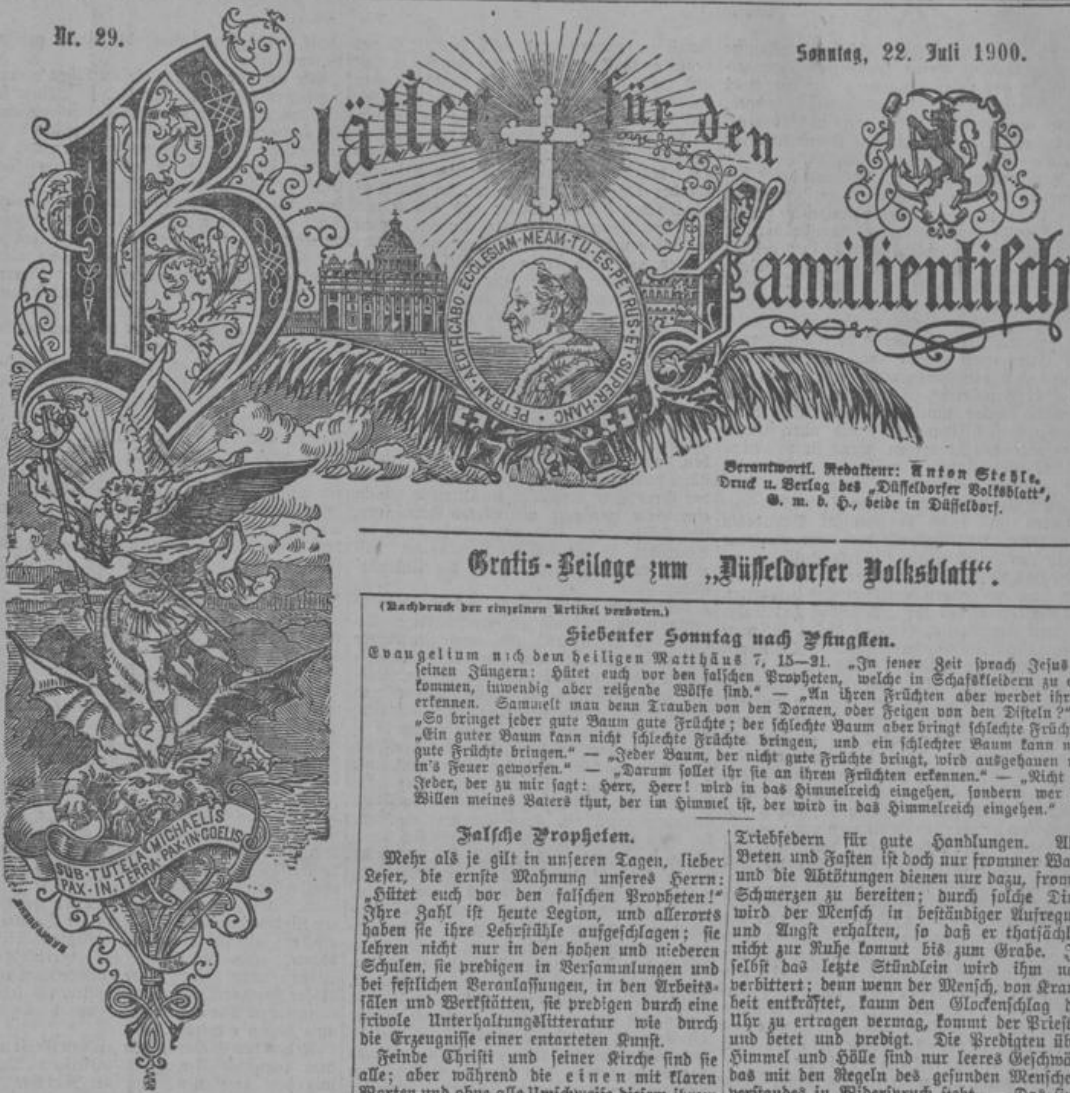 Nr. 29.
Sonntag, 22. Juli 1900.
Blätter für den
Familientisch
PETRAM·AEDIFICABO·ECCLESIAM·MEAM·TU·ES·PETRUS·ET·SUPER·HANC·
Verantwortl. Redakteur: Anton Stehle.
Druck u. Verlag des „Düsseldorfer Volksblatt“,
G. m. b. H., beide in Düsseldorf.
Gratis-Beilage zum „Düsseldorfer Volksblatt“.
(Nachdruck der einzelnen Artikel verboten.)
Siebenter Sonntag nach Pfingsten.
Evangelium nach dem heiligen Matthäus 7, 15—21. „In jener Zeit sprach Jesus
seinen Jüngern: Hütet euch vor den falschen Propheten, welche in Schafskleidern zu
kommen, inwendig aber reißende Wölfe sind.“ — „An ihren Früchten aber werdet ihr
erkennen. Sammelt man denn Trauben von den Dornen, oder Feigen von den Disteln?“
„So bringet jeder gute Baum gute Früchte; der schlechte Baum aber bringt schlechte
„Ein guter Baum kann nicht schlechte Früchte bringen, und ein schlechter Baum kann
gute Früchte bringen.“ — „Jeder Baum, der nicht gute Früchte bringt, wird ausgehauen
in's Feuer geworfen.“ — „Darum sollet ihr sie an ihren Früchten erkennen.“ — „Nicht
Jeder, der zu mir sagt: Herr, Herr! wird in das Himmelreich eingehen, sondern wer
Willen meines Vaters thut, der im Himmel ist, der wird in das Himmelreich eingehen.“
SUB·TUTELA MICHAELIS
PAX·IN·TERRA PAX·IN·COELIS
Falsche Propheten.
Mehr als je gilt in unseren Tagen, lieber
Leser, die ernste Mahnung unseres Herrn:
„Hütet euch vor den falschen Propheten!“
Ihre Zahl ist heute Legion, und allerorts
haben sie ihre Lehrstühle aufgeschlagen; sie
lehren nicht nur in den hohen und niederen
Schulen, sie predigen in Versammlungen und
bei festlichen Veranlassungen, in den Arbeits-
sälen und Werkstätten, sie predigen durch eine
frivole Unterhaltungslitteratur wie durch
die Erzeugnisse einer entarteten Kunst.
Feinde Christi und seiner Kirche sind sie
alle; aber während die einen mit klaren
Worten und ohne alle Umschweife
Triebfedern für gute Handlungen.
Beten und Fasten ist doch nur frommer
und die Abtötungen dienen nur dazu,
Schmerzen zu bereiten; durch solche
wird der Mensch in beständiger
und Angst erhalten, so daß er
nicht zur Ruhe kommt bis zum Grabe.
selbst das letzte Stündlein wird ihm
verbittert; denn wenn der Mensch, von
heit entkräftet, kaum den Glockenschlag
Uhr zu ertragen vermag, kommt der
und betet und predigt. Die Predigten
Himmel und Hölle sind nur leeres
das mit den Regeln des gesunden
verstandes in Widerspruch steht.